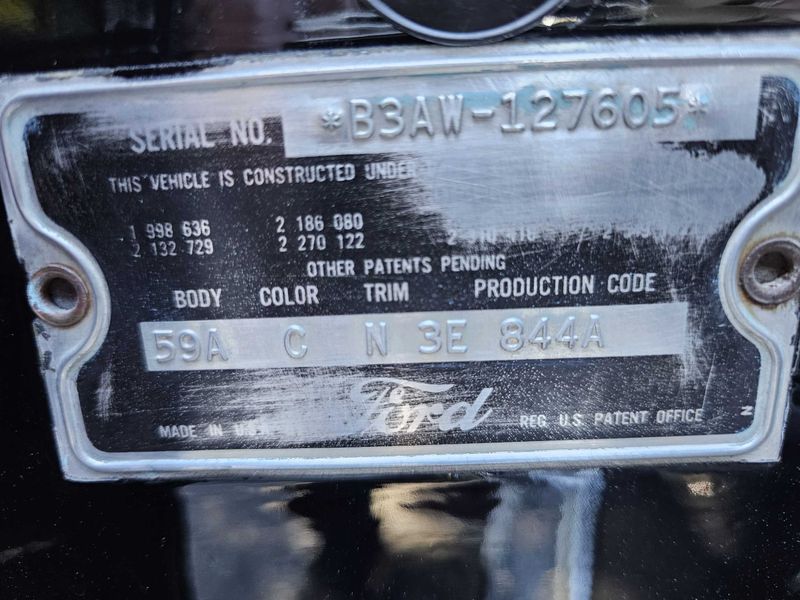 SERIAL NO. *B3AW-127605*
THIS VEHICLE IS CONSTRUCTED UNDER
1 998 636 2 186 080
2 132 729 2 270 122
OTHER PATENTS PENDING
BODY COLOR TRIM PRODUCTION CODE
59A C N 3E 844A
MADE IN U.S.A. Ford REG. U.S. PATENT OFFICE
N